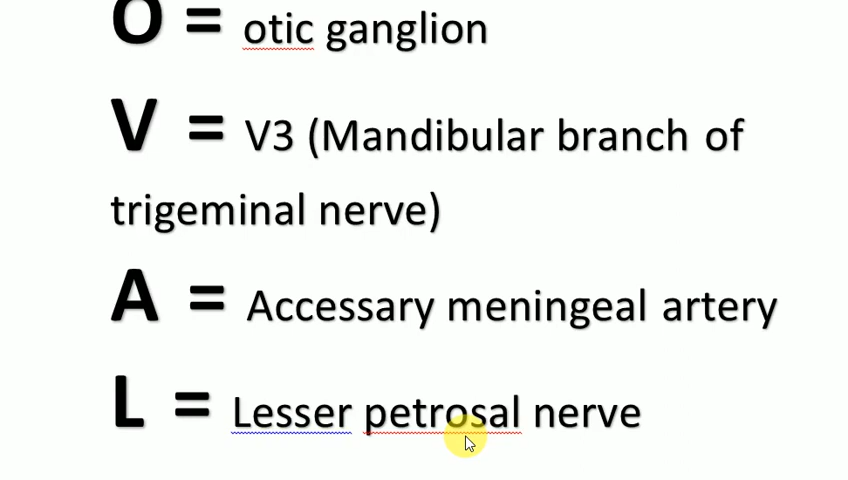 O = otic ganglion
V = V3 (Mandibular branch of
trigeminal nerve)
A = Accessary meningeal artery
L = Lesser petrosal nerve